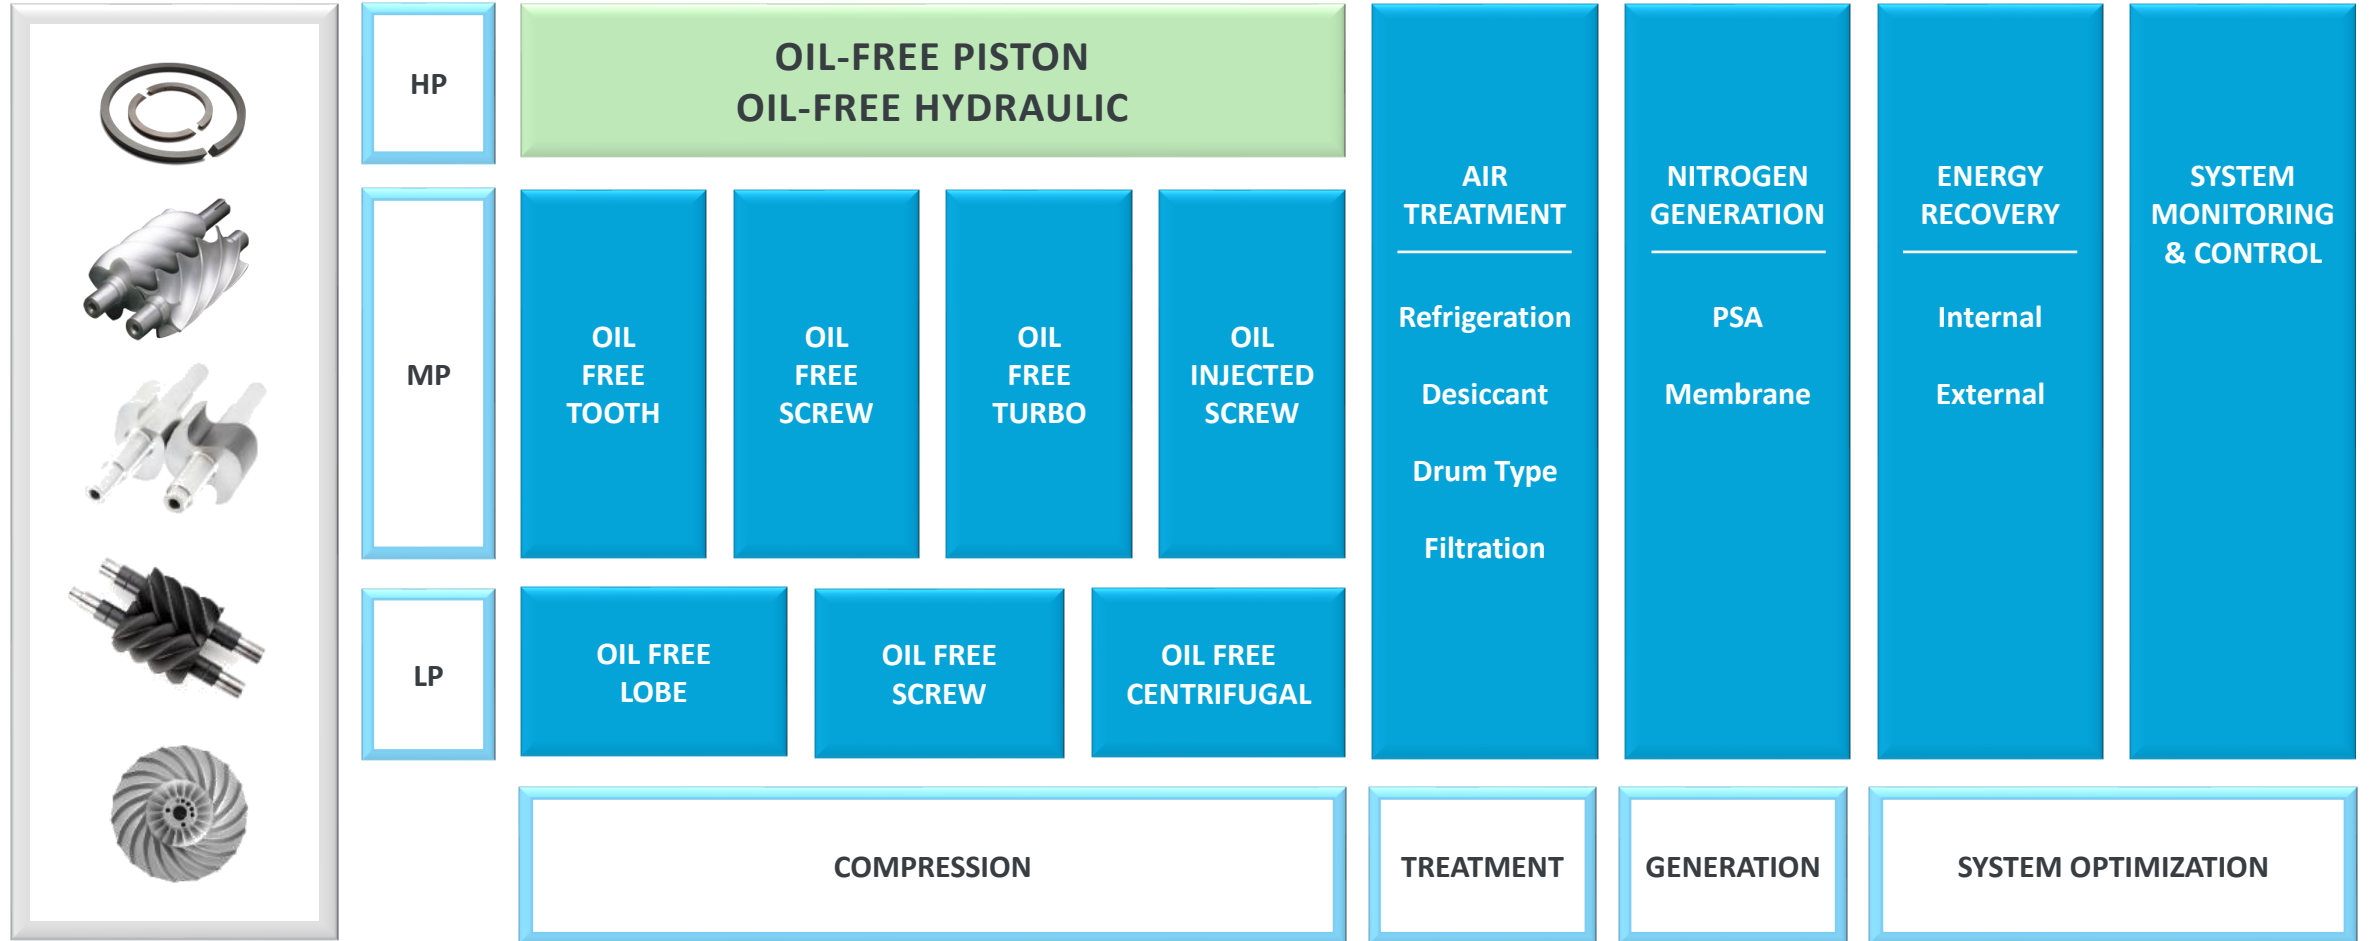 HP
OIL-FREE PISTON
OIL-FREE HYDRAULIC
MP
OIL
FREE
TOOTH
OIL
FREE
SCREW
OIL
FREE
TURBO
OIL
INJECTED
SCREW
LP
OIL FREE
LOBE
OIL FREE
SCREW
OIL FREE
CENTRIFUGAL
AIR
TREATMENT
Refrigeration
Desiccant
Drum Type
Filtration
NITROGEN
GENERATION
PSA
Membrane
ENERGY
RECOVERY
Internal
External
SYSTEM
MONITORING
& CONTROL
COMPRESSION
TREATMENT
GENERATION
SYSTEM OPTIMIZATION